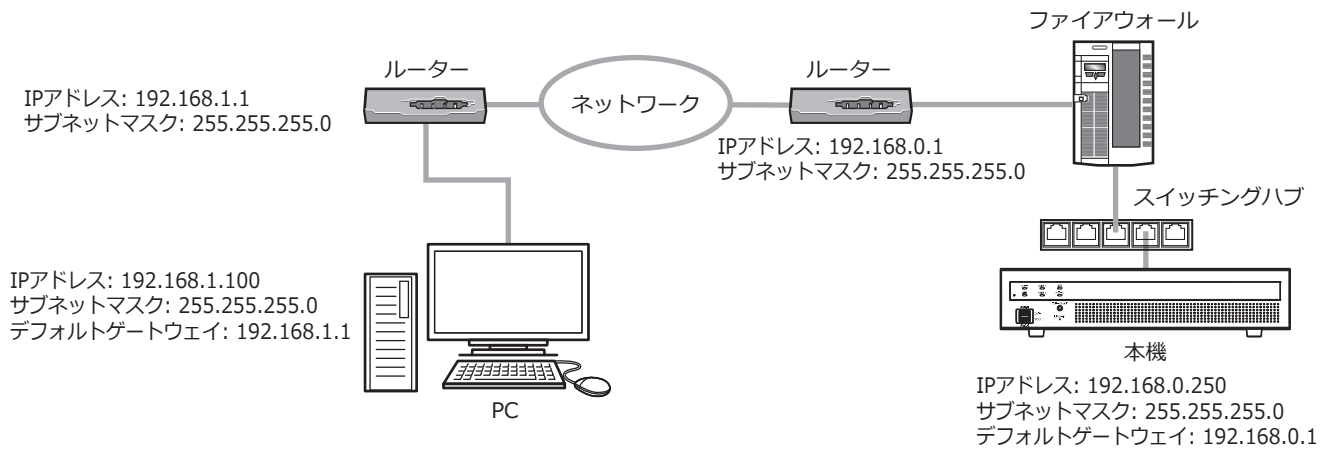 ファイアウォール
ルーター
ネットワーク
ルーター
IPアドレス: 192.168.1.1
サブネットマスク: 255.255.255.0
IPアドレス: 192.168.0.1
サブネットマスク: 255.255.255.0
スイッチングハブ
IPアドレス: 192.168.1.100
サブネットマスク: 255.255.255.0
デフォルトゲートウェイ: 192.168.1.1
PC
本機
IPアドレス: 192.168.0.250
サブネットマスク: 255.255.255.0
デフォルトゲートウェイ: 192.168.0.1